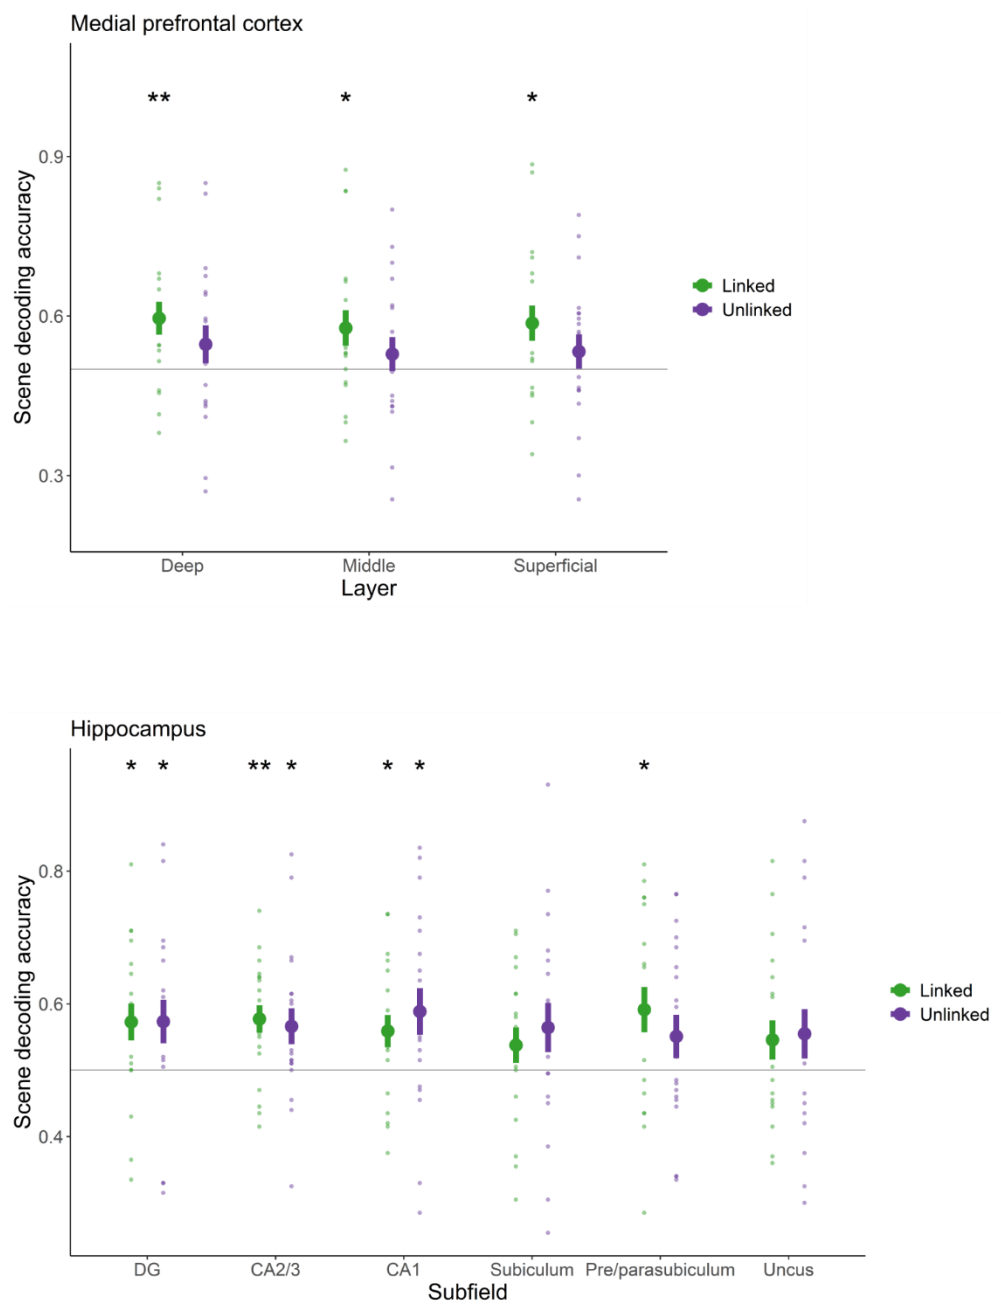 Medial prefrontal cortex
** * *
Scene decoding accuracy
0.9
0.6
0.3
Linked
Unlinked
Deep Middle Superficial
Layer
Hippocampus
* * ** * * * *
Scene decoding accuracy
0.8
0.6
0.4
Linked
Unlinked
DG CA2/3 CA1 Subiculum Pre/parasubiculum Uncus
Subfield